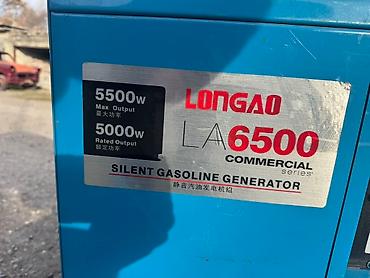 5500W
Max Output
最大功率
5000W
Rated Output
额定功率
LONGAO
LA6500
COMMERCIAL
series
SILENT GASOLINE GENERATOR
静音汽油发电机组